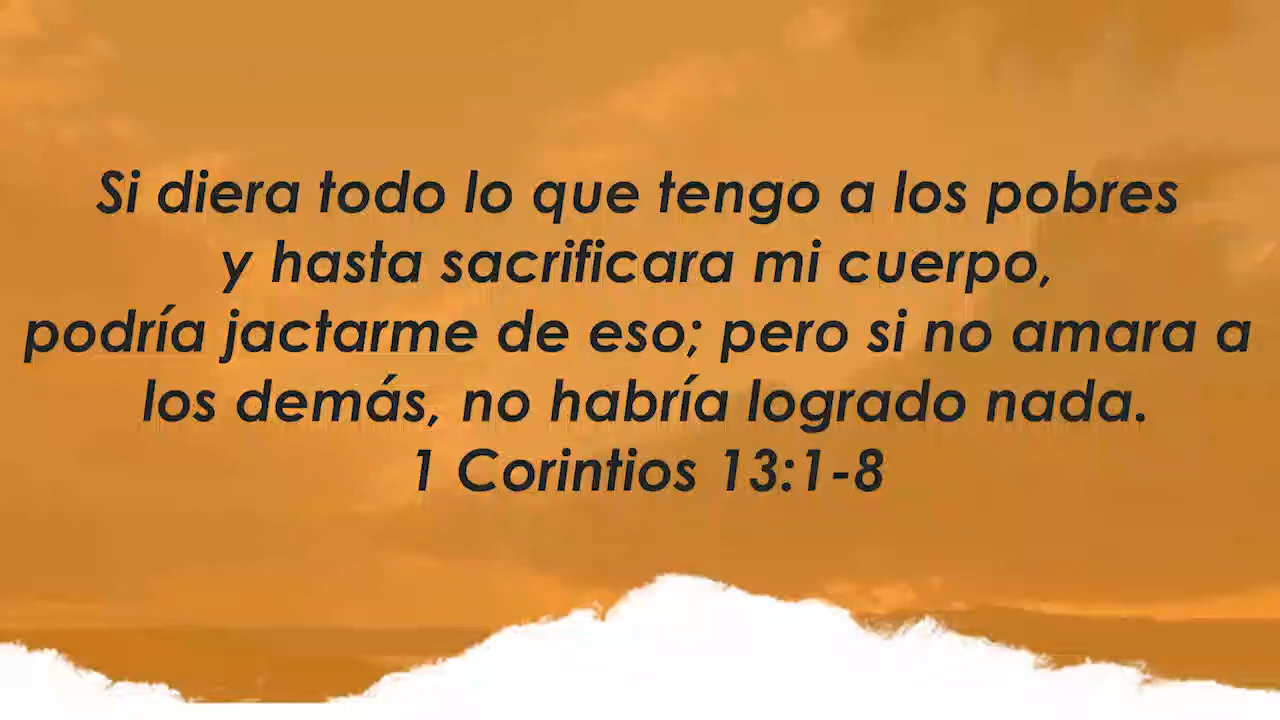 Si diera todo lo que tengo a los pobres
y hasta sacrificara mi cuerpo,
podría jactarme de eso; pero si no amara a
los demás, no habría logrado nada.
1 Corintios 13:1-8